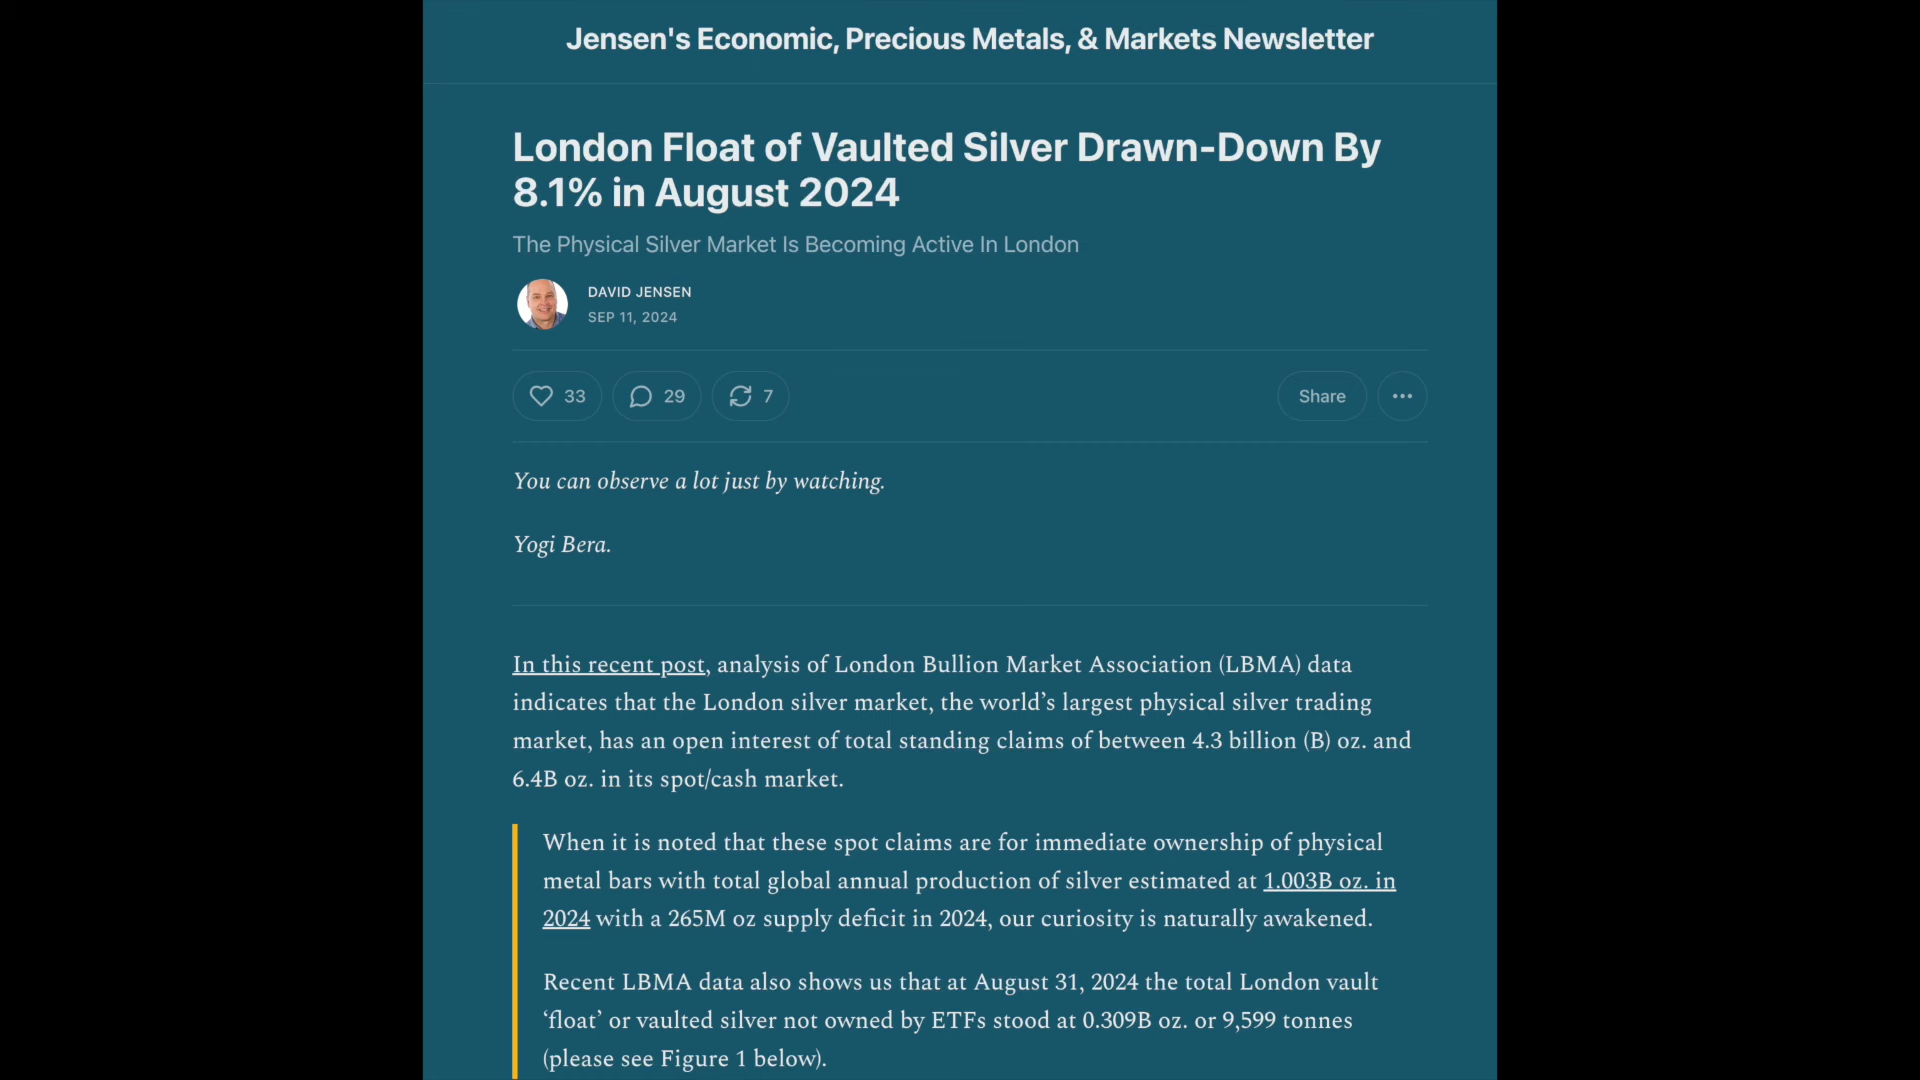 Jensen's Economic, Precious Metals, & Markets Newsletter
London Float of Vaulted Silver Drawn-Down By
8.1% in August 2024
The Physical Silver Market Is Becoming Active In London
DAVID JENSEN
SEP 11, 2024
33 29 7 Share
You can observe a lot just by watching.
Yogi Bera.
In this recent post, analysis of London Bullion Market Association (LBMA) data
indicates that the London silver market, the world’s largest physical silver trading
market, has an open interest of total standing claims of between 4.3 billion (B) oz. and
6.4B oz. in its spot/cash market.
When it is noted that these spot claims are for immediate ownership of physical
metal bars with total global annual production of silver estimated at 1.003B oz. in
2024 with a 265M oz supply deficit in 2024, our curiosity is naturally awakened.
Recent LBMA data also shows us that at August 31, 2024 the total London vault
‘float’ or vaulted silver not owned by ETFs stood at 0.309B oz. or 9,599 tonnes
(please see Figure 1 below).